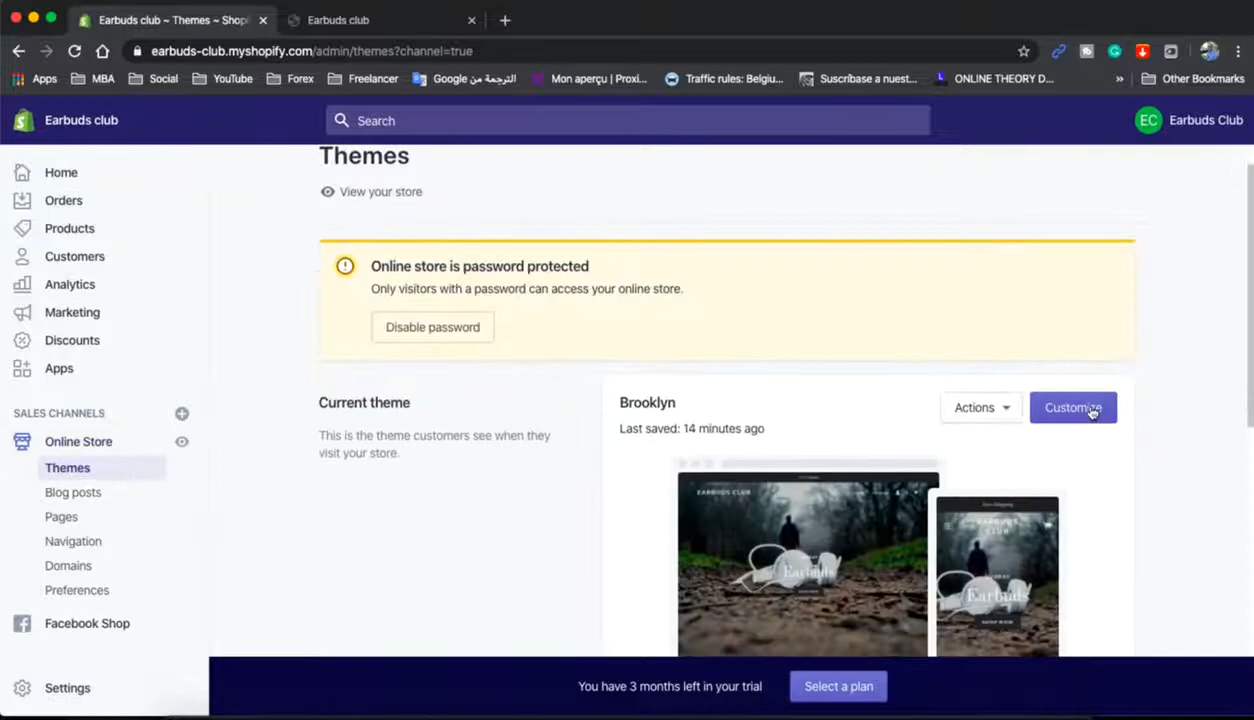 Earbuds club ~ Themes ~ Shopi
Earbuds club
earbuds-club.myshopify.com/admin/themes?channel=true
Apps
MBA
Social
YouTube
Forex
Freelancer
الترجمة من Google
Mon aperçu | Proxi...
Traffic rules: Belgiu...
Suscríbase a nuest...
ONLINE THEORY D...
»
Other Bookmarks
Earbuds club
Search
EC
Earbuds Club
Home
Orders
Products
Customers
Analytics
Marketing
Discounts
Apps
SALES CHANNELS
Online Store
Themes
Blog posts
Pages
Navigation
Domains
Preferences
Facebook Shop
Settings
Themes
View your store
Online store is password protected
Only visitors with a password can access your online store.
Disable password
Current theme
This is the theme customers see when they
visit your store.
Brooklyn
Last saved: 14 minutes ago
Actions
Customize
EARBUDS CLUB
Earbuds
EARBUDS
CLUB
Earbuds
You have 3 months left in your trial
Select a plan